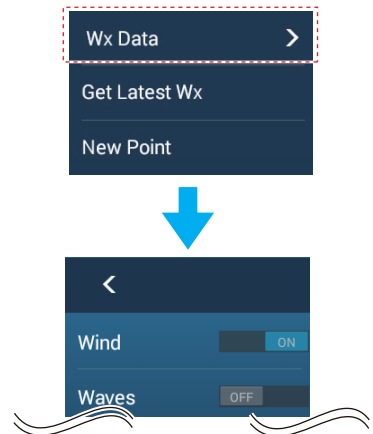 Wx Data
Get Latest Wx
New Point
Wind ON
Waves OFF